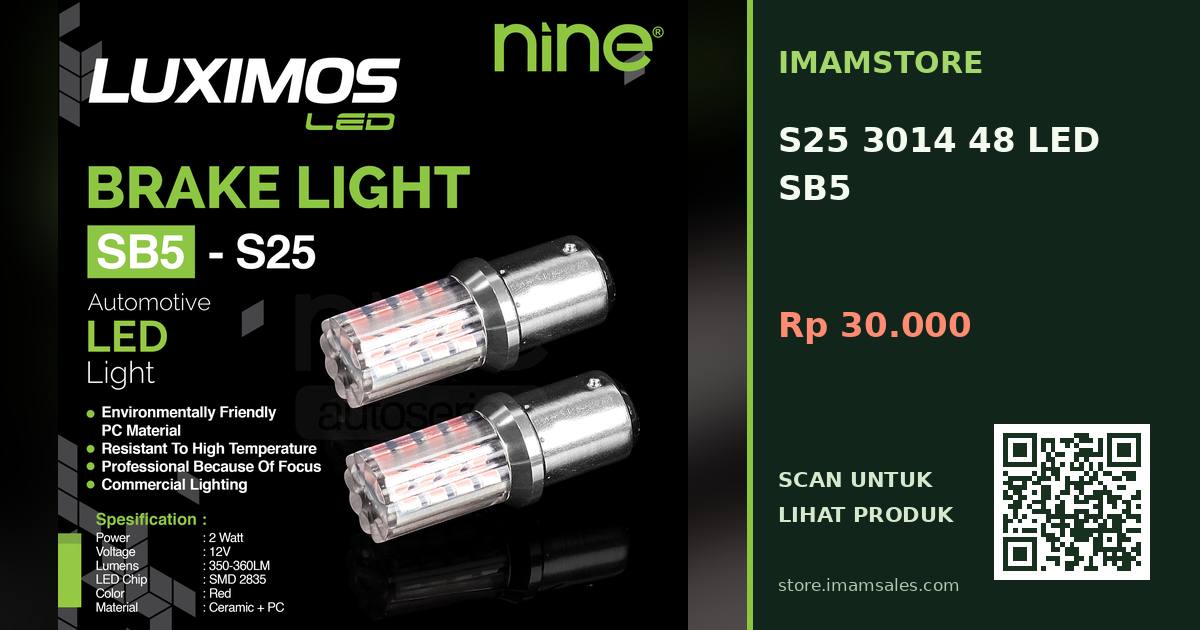 nine®
LUXIMOS
LED
BRAKE LIGHT
SB5 - S25
Automotive
LED
Light
Environmentally Friendly
PC Material
Resistant To High Temperature
Professional Because Of Focus
Commercial Lighting
Spesification :
Power : 2 Watt
Voltage : 12V
Lumens : 350-360LM
LED Chip : SMD 2835
Color : Red
Material : Ceramic + PC
IMAMSTORE
S25 3014 48 LED
SB5
Rp 30.000
SCAN UNTUK
LIHAT PRODUK
store.imamsales.com